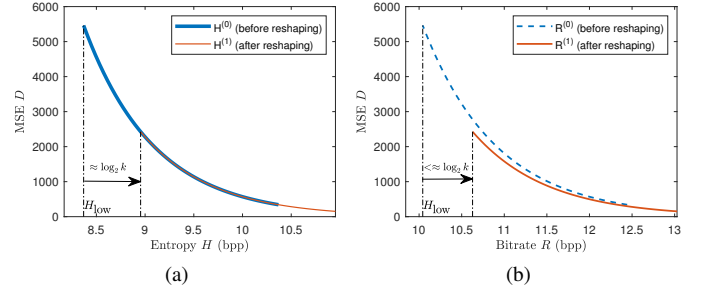 6000
5000
4000
3000
2000
1000
0
MSE D
H^(0) (before reshaping)
H^(1) (after reshaping)
≈ log₂ k
H_low
8.5 9 9.5 10 10.5
Entropy H (bpp)
(a)
6000
5000
4000
3000
2000
1000
0
MSE D
R^(0) (before reshaping)
R^(1) (after reshaping)
<≈ log₂ k
H_low
10 10.5 11 11.5 12 12.5 13
Bitrate R (bpp)
(b)